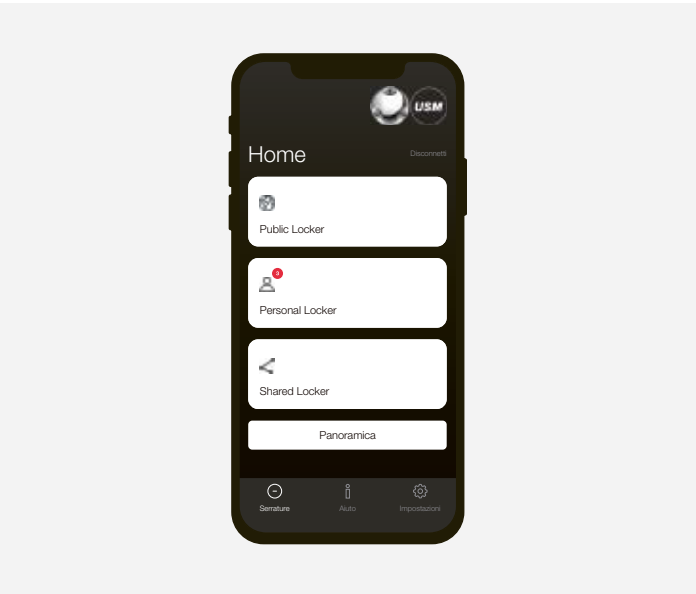 USM
Home
Disconnetti
Public Locker
3
Personal Locker
Shared Locker
Panoramica
Serrature
Aiuto
Impostazioni